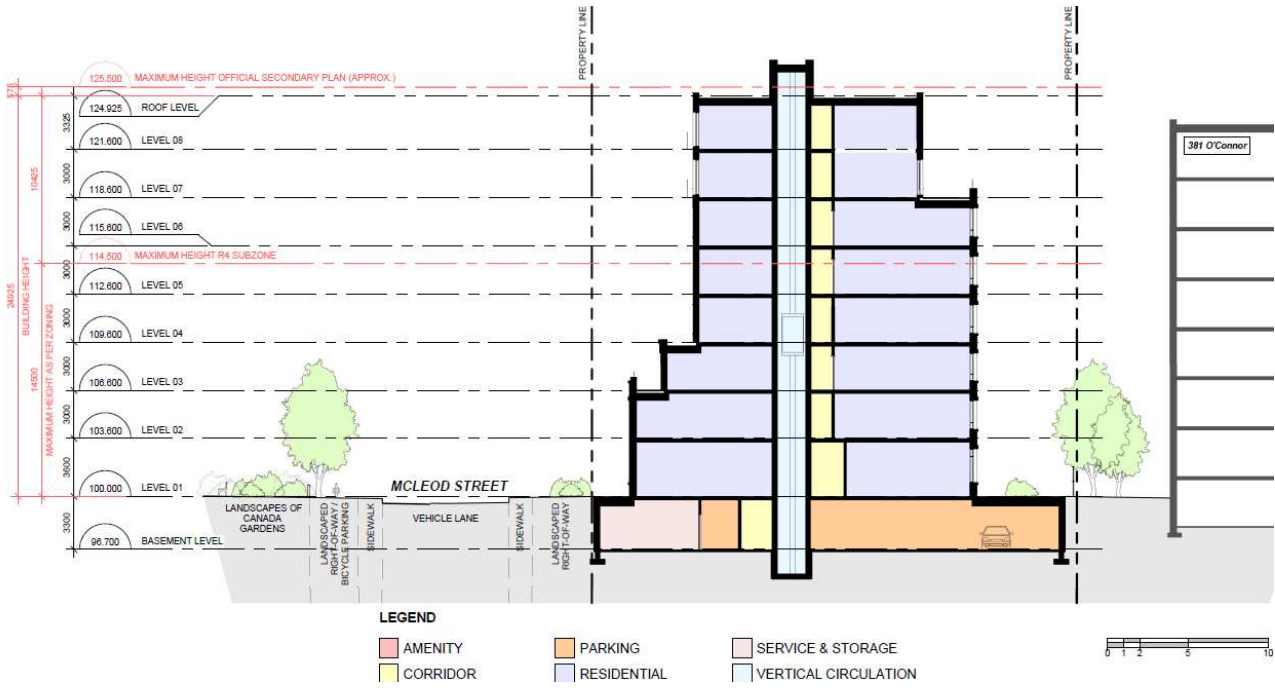 PROPERTY LINE
PROPERTY LINE
125.500 MAXIMUM HEIGHT OFFICIAL SECONDARY PLAN (APPROX.)
575
124.925 ROOF LEVEL
3325
121.600 LEVEL 08
381 O'Connor
3000
10425
118.600 LEVEL 07
3000
115.600 LEVEL 06
114.500 MAXIMUM HEIGHT R4 SUBZONE
3000
24925
BUILDING HEIGHT
112.600 LEVEL 05
3000
109.600 LEVEL 04
3000
14500
MAXIMUM HEIGHT AS PER ZONING
106.600 LEVEL 03
3000
103.600 LEVEL 02
3600
100.000 LEVEL 01
MCLEOD STREET
LANDSCAPES OF
CANADA
GARDENS
LANDSCAPED
RIGHT-OF-WAY /
BICYCLE PARKING
SIDEWALK
VEHICLE LANE
SIDEWALK
LANDSCAPED
RIGHT-OF-WAY
3300
96.700 BASEMENT LEVEL
LEGEND
AMENITY
PARKING
SERVICE & STORAGE
CORRIDOR
RESIDENTIAL
VERTICAL CIRCULATION
0 1 2 5 10